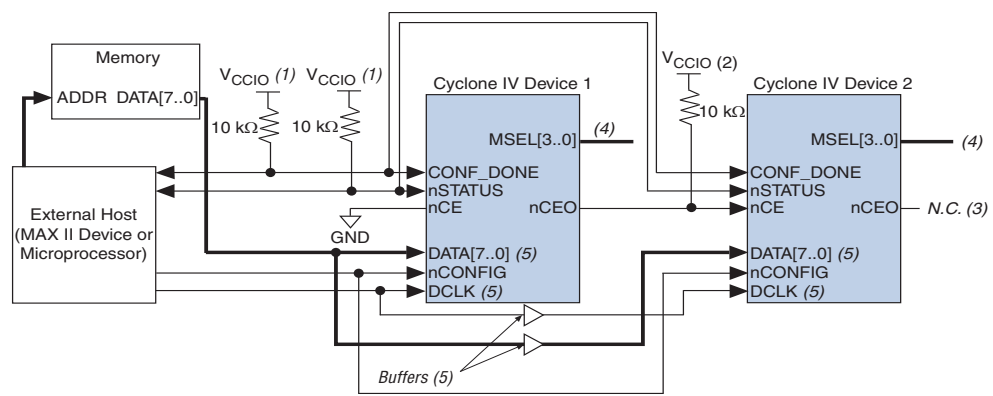 Memory
ADDR DATA[7..0]
VCCIO (1)
VCCIO (1)
10 kΩ
10 kΩ
VCCIO (2)
10 kΩ
Cyclone IV Device 1
MSEL[3..0]
(4)
CONF_DONE
nSTATUS
nCE
nCEO
DATA[7..0] (5)
nCONFIG
DCLK (5)
GND
Cyclone IV Device 2
MSEL[3..0]
(4)
CONF_DONE
nSTATUS
nCE
nCEO
N.C. (3)
DATA[7..0] (5)
nCONFIG
DCLK (5)
External Host
(MAX II Device or
Microprocessor)
Buffers (5)